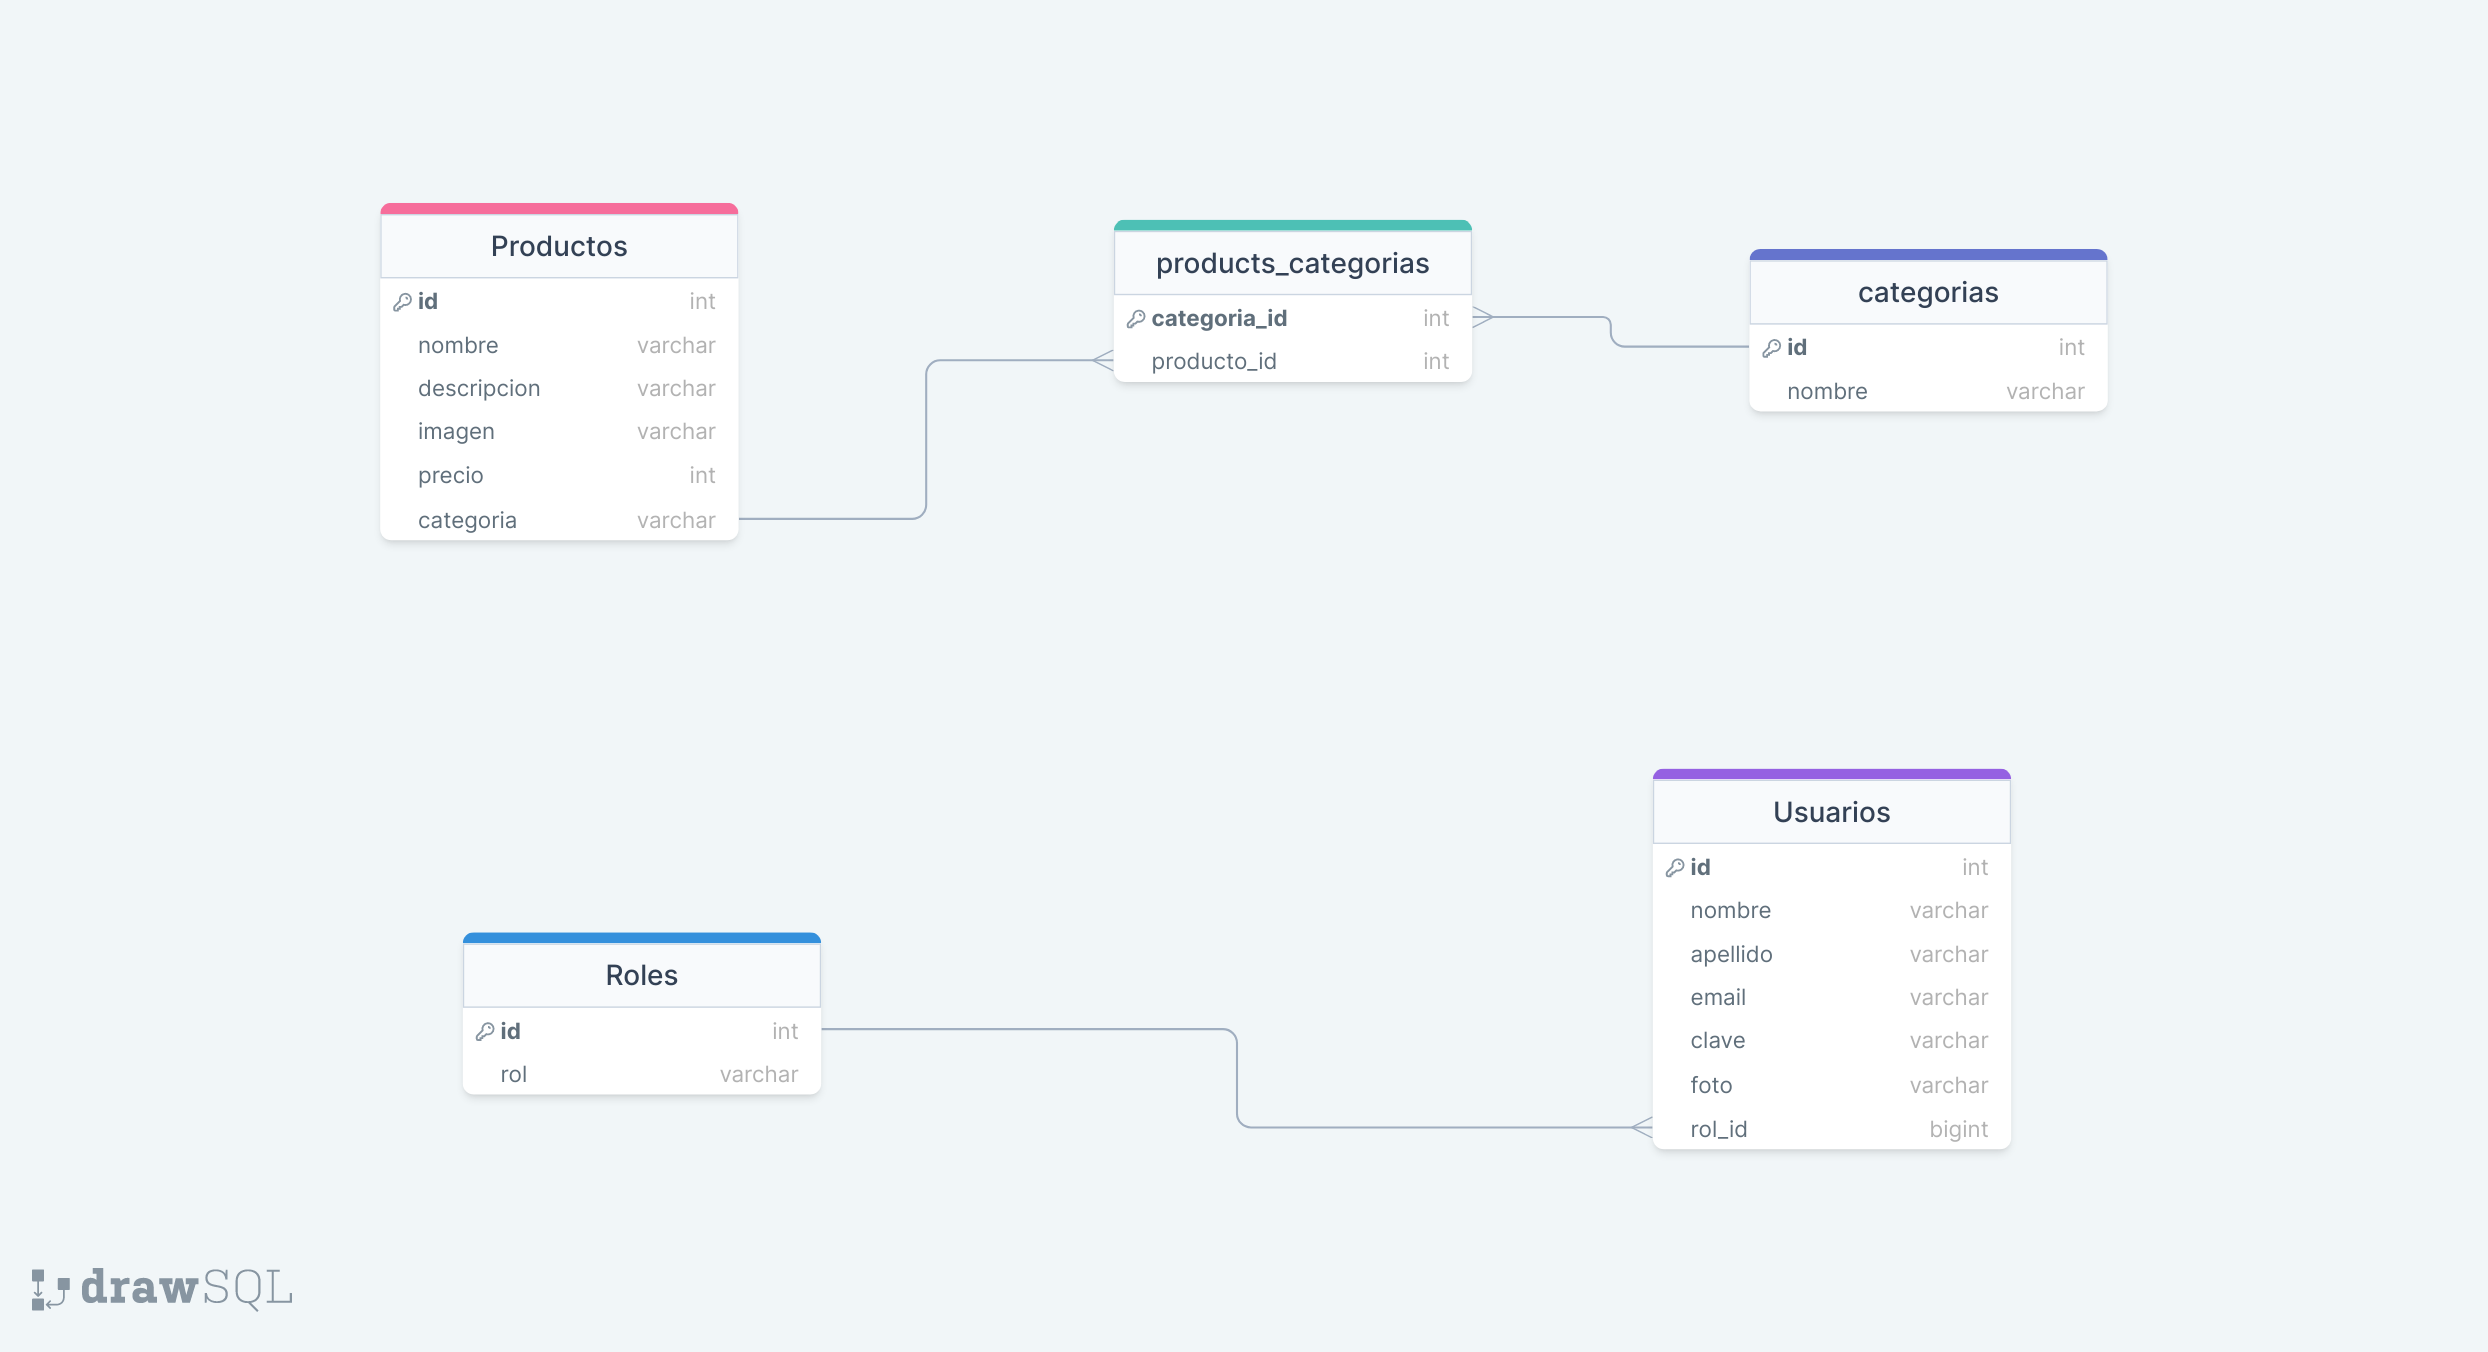 Productos
id int
nombre varchar
descripcion varchar
imagen varchar
precio int
categoria varchar
products_categorias
categoria_id int
producto_id int
categorias
id int
nombre varchar
Roles
id int
rol varchar
Usuarios
id int
nombre varchar
apellido varchar
email varchar
clave varchar
foto varchar
rol_id bigint
drawSQL